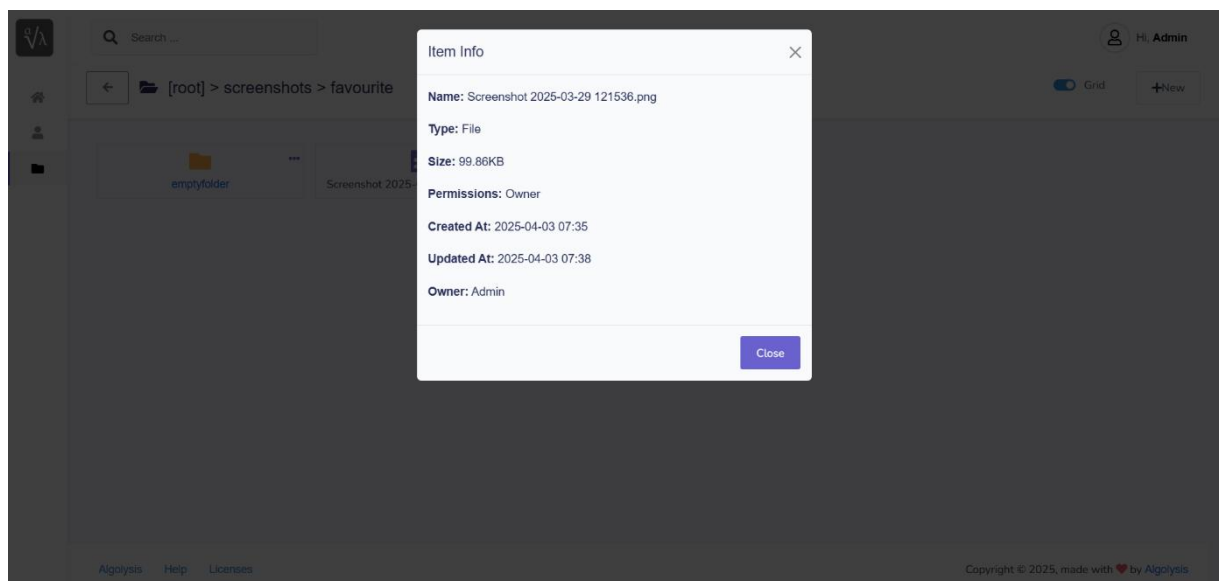 Search ...
Hi, Admin
[root] > screenshots > favourite
Grid
+New
emptyfolder
Screenshot 2025-
Item Info
Name: Screenshot 2025-03-29 121536.png
Type: File
Size: 99.86KB
Permissions: Owner
Created At: 2025-04-03 07:35
Updated At: 2025-04-03 07:38
Owner: Admin
Close
Algolysis Help Licenses
Copyright © 2025, made with ❤ by Algolysis